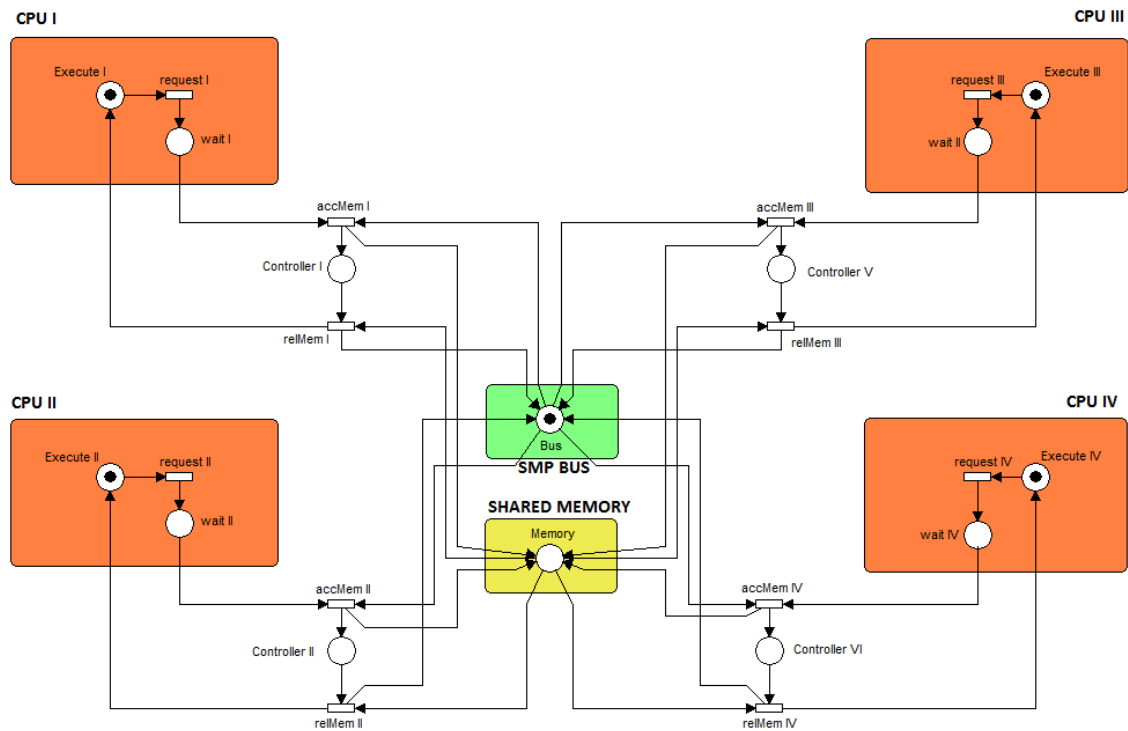 CPU I
CPU III
Execute I
request I
wait I
request III
Execute III
wait II
accMem I
accMem III
Controller I
Controller V
relMem I
relMem III
CPU II
CPU IV
Bus
SMP BUS
Execute II
request II
wait II
request IV
Execute IV
wait IV
SHARED MEMORY
Memory
accMem II
accMem IV
Controller II
Controller VI
relMem II
relMem IV